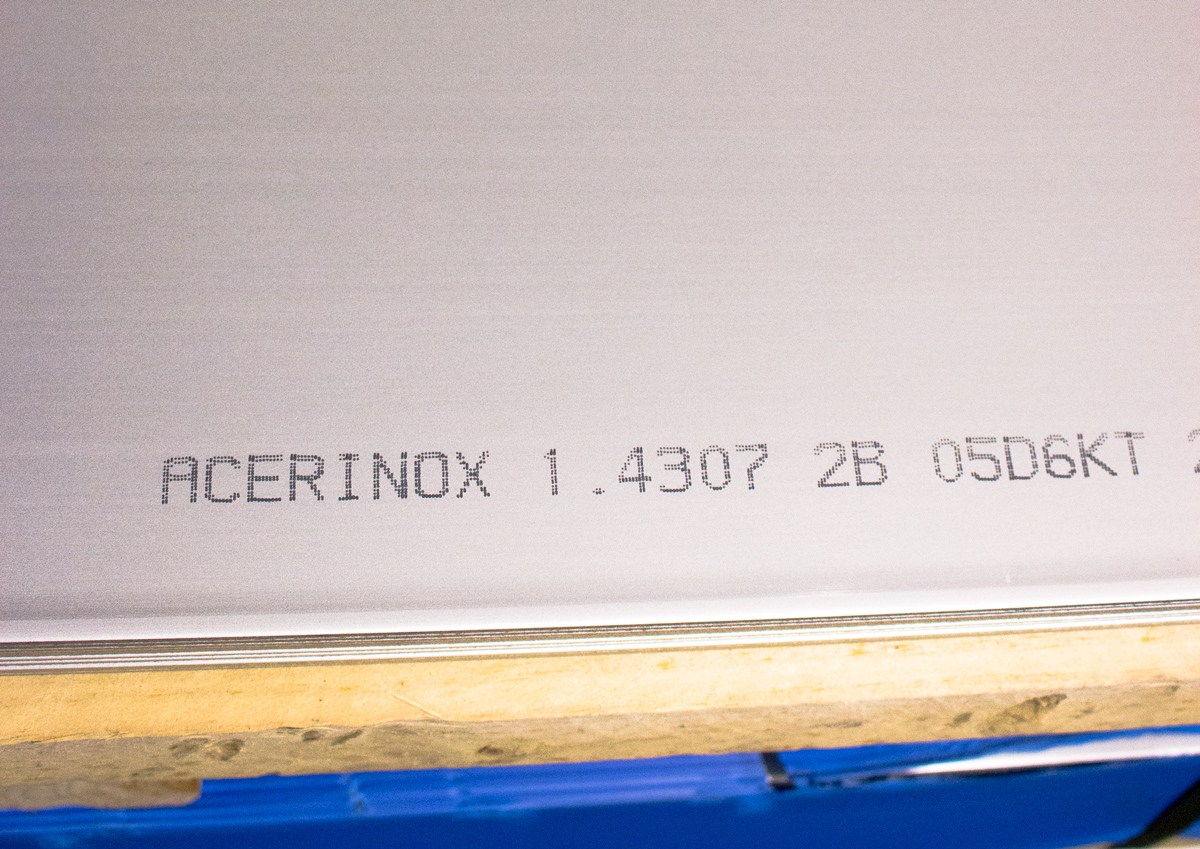 ACERINOX 1.4307 2B 05D6KT